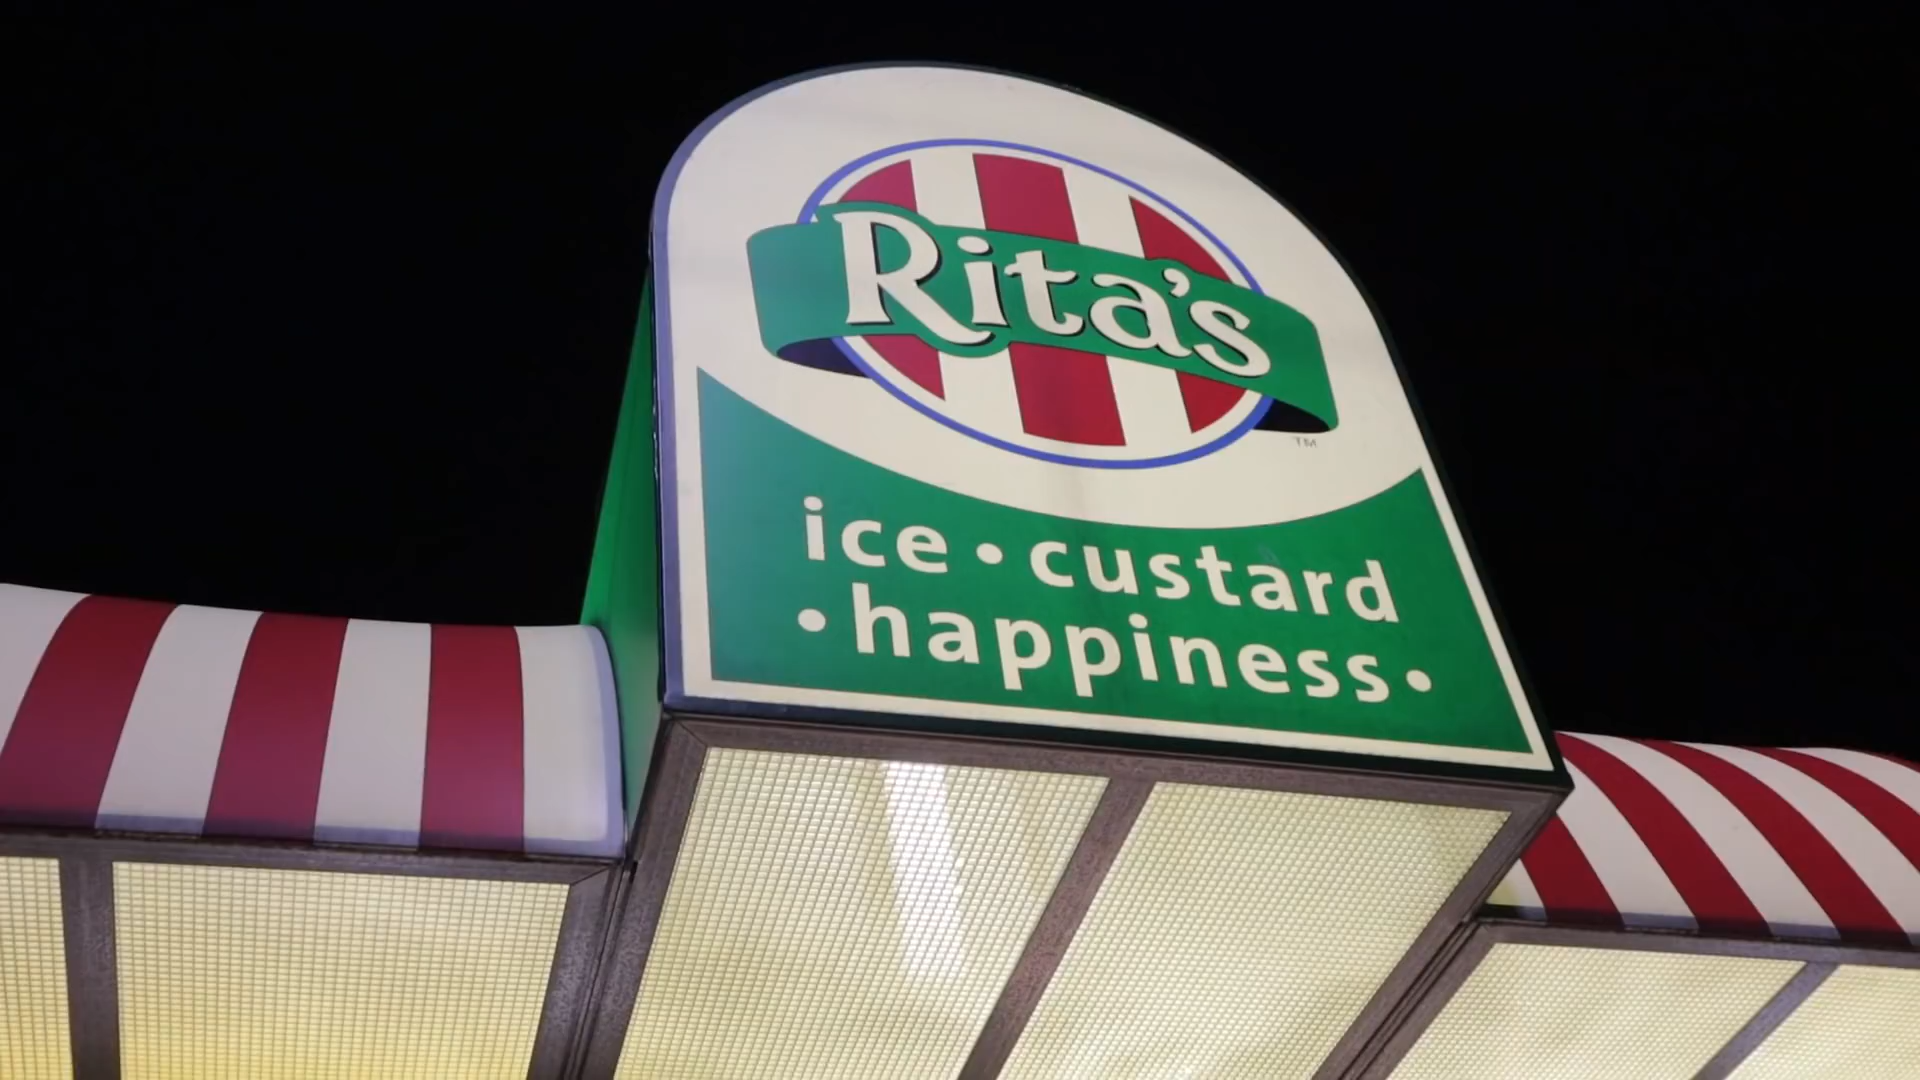 Rita's
TM
ice • custard
• happiness •